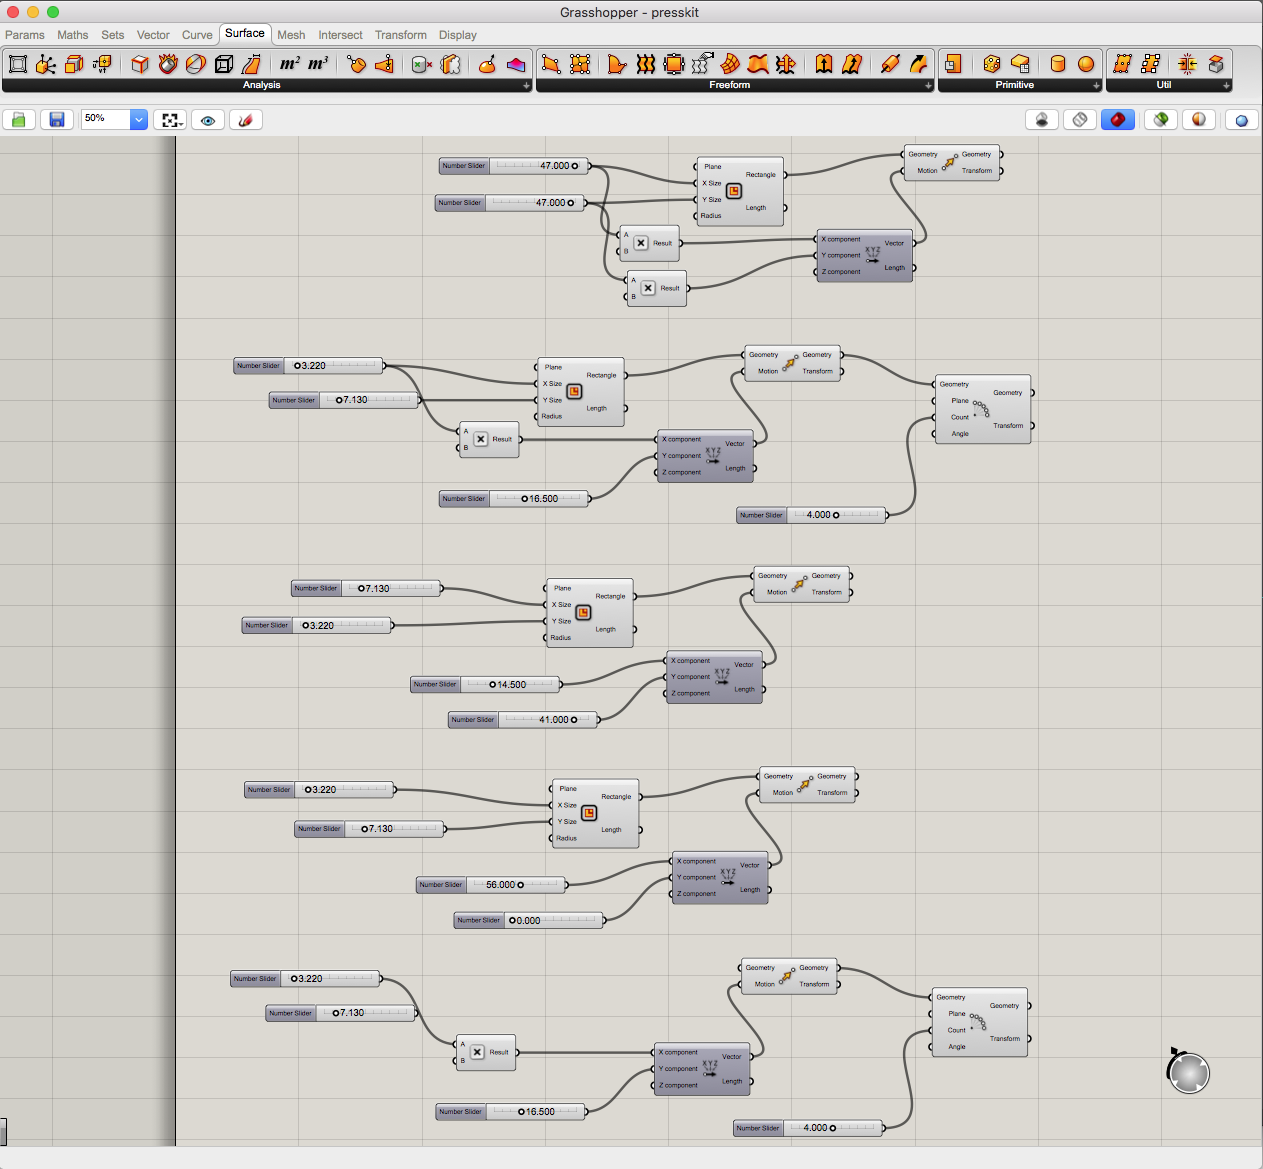 Grasshopper - presskit
Params Maths Sets Vector Curve Surface Mesh Intersect Transform Display
m² m³
Analysis Freeform Primitive Util
50%
Number Slider 47.000
Number Slider 47.000
Plane
X Size
Y Size
Radius
Rectangle
Length
Geometry
Motion
Geometry
Transform
A
B
Result
A
B
Result
X component
Y component
Z component
XYZ
Vector
Length
Number Slider 3.220
Number Slider 7.130
Plane
X Size
Y Size
Radius
Rectangle
Length
Geometry
Motion
Geometry
Transform
Geometry
Plane
Count
Angle
Geometry
Transform
A
B
Result
X component
Y component
Z component
XYZ
Vector
Length
Number Slider 16.500
Number Slider 4.000
Number Slider 7.130
Number Slider 3.220
Plane
X Size
Y Size
Radius
Rectangle
Length
Geometry
Motion
Geometry
Transform
X component
Y component
Z component
XYZ
Vector
Length
Number Slider 14.500
Number Slider 41.000
Number Slider 3.220
Number Slider 7.130
Plane
X Size
Y Size
Radius
Rectangle
Length
Geometry
Motion
Geometry
Transform
X component
Y component
Z component
XYZ
Vector
Length
Number Slider 56.000
Number Slider 0.000
Number Slider 3.220
Number Slider 7.130
Geometry
Motion
Geometry
Transform
Geometry
Plane
Count
Angle
Geometry
Transform
A
B
Result
X component
Y component
Z component
XYZ
Vector
Length
Number Slider 16.500
Number Slider 4.000